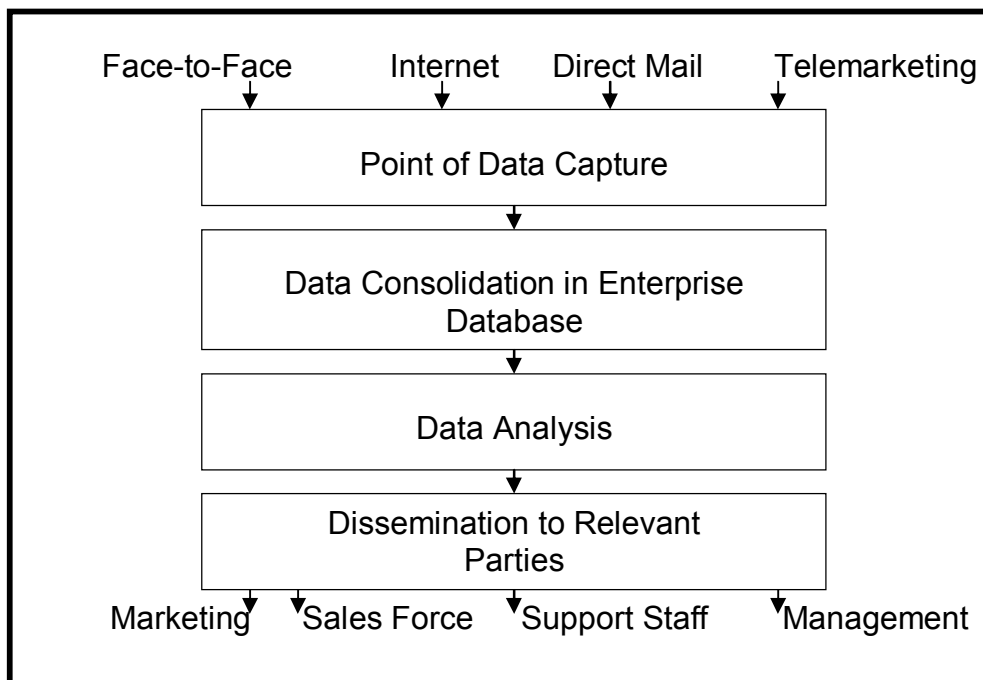 Face-to-Face Internet Direct Mail Telemarketing
Point of Data Capture
Data Consolidation in Enterprise
Database
Data Analysis
Dissemination to Relevant
Parties
Marketing Sales Force Support Staff Management